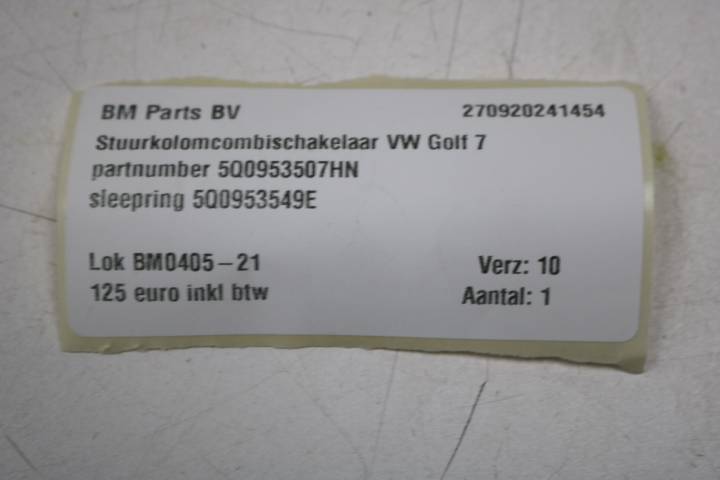 BM Parts BV 270920241454
Stuurkolomcombischakelaar VW Golf 7
partnumber 5Q0953507HN
sleepring 5Q0953549E
Lok BM0405-21 Verz: 10
125 euro inkl btw Aantal: 1